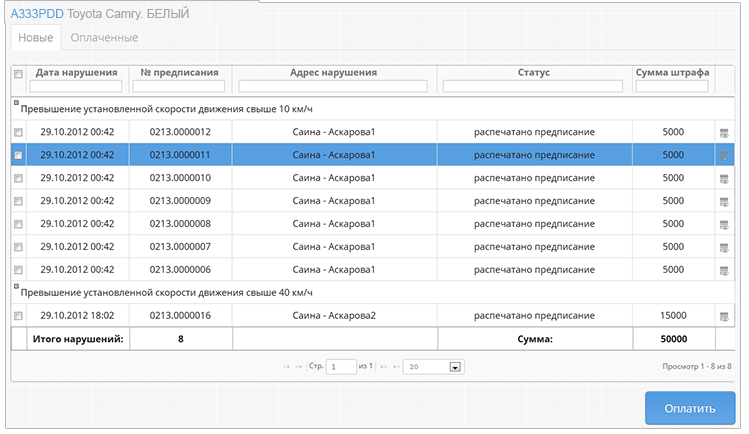 A333PDD Toyota Camry. БЕЛЫЙ
Новые Оплаченные
Дата нарушения № предписания Адрес нарушения Статус Сумма штрафа
Превышение установленной скорости движения свыше 10 км/ч
29.10.2012 00:42 0213.0000012 Саина - Аскарова1 распечатано предписание 5000
29.10.2012 00:42 0213.0000011 Саина - Аскарова1 распечатано предписание 5000
29.10.2012 00:42 0213.0000010 Саина - Аскарова1 распечатано предписание 5000
29.10.2012 00:42 0213.0000009 Саина - Аскарова1 распечатано предписание 5000
29.10.2012 00:42 0213.0000008 Саина - Аскарова1 распечатано предписание 5000
29.10.2012 00:42 0213.0000007 Саина - Аскарова1 распечатано предписание 5000
29.10.2012 00:42 0213.0000006 Саина - Аскарова1 распечатано предписание 5000
Превышение установленной скорости движения свыше 40 км/ч
29.10.2012 18:02 0213.0000016 Саина - Аскарова2 распечатано предписание 15000
Итого нарушений: 8 Сумма: 50000
Стр. 1 из 1 20 Просмотр 1 - 8 из 8
Оплатить